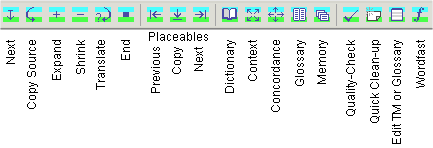 Next
Copy Source
Expand
Shrink
Translate
End
Placeables
Previous
Copy
Next
Dictionary
Context
Concordance
Glossary
Memory
Quality-Check
Quick Clean-up
Edit TM or Glossary
Wordfast